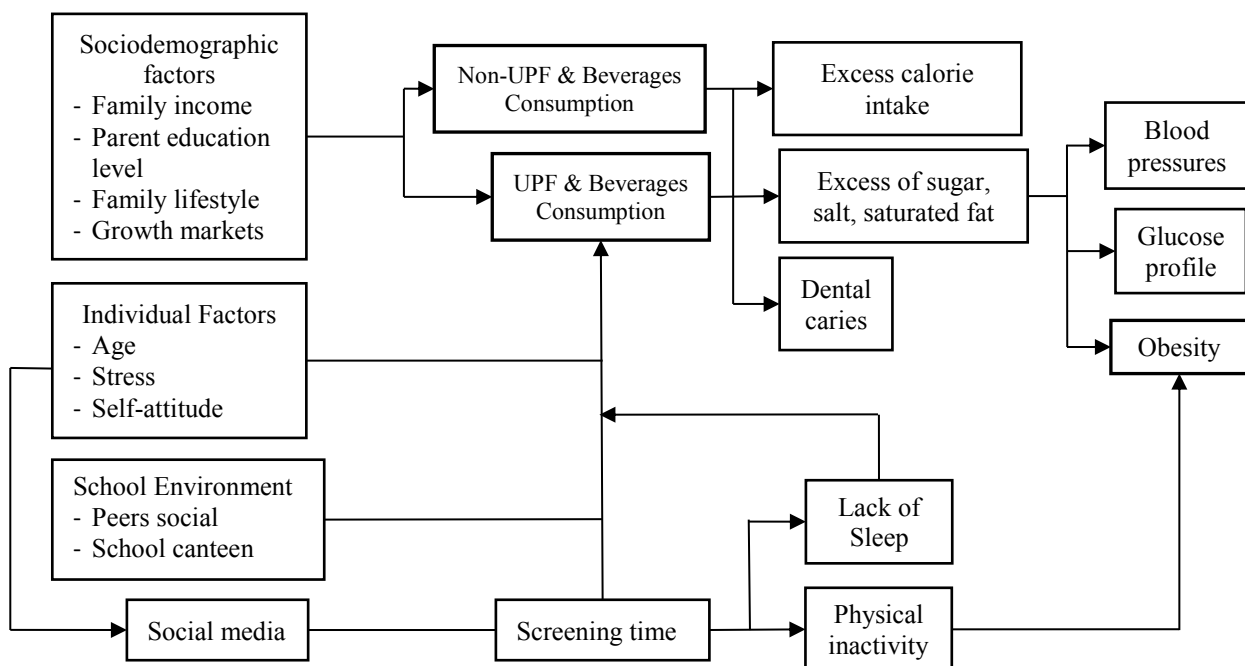 Sociodemographic
factors
- Family income
- Parent education
level
- Family lifestyle
- Growth markets
Non-UPF & Beverages
Consumption
UPF & Beverages
Consumption
Excess calorie
intake
Excess of sugar,
salt, saturated fat
Dental
caries
Blood
pressures
Glucose
profile
Obesity
Individual Factors
- Age
- Stress
- Self-attitude
School Environment
- Peers social
- School canteen
Lack of
Sleep
Social media
Screening time
Physical
inactivity